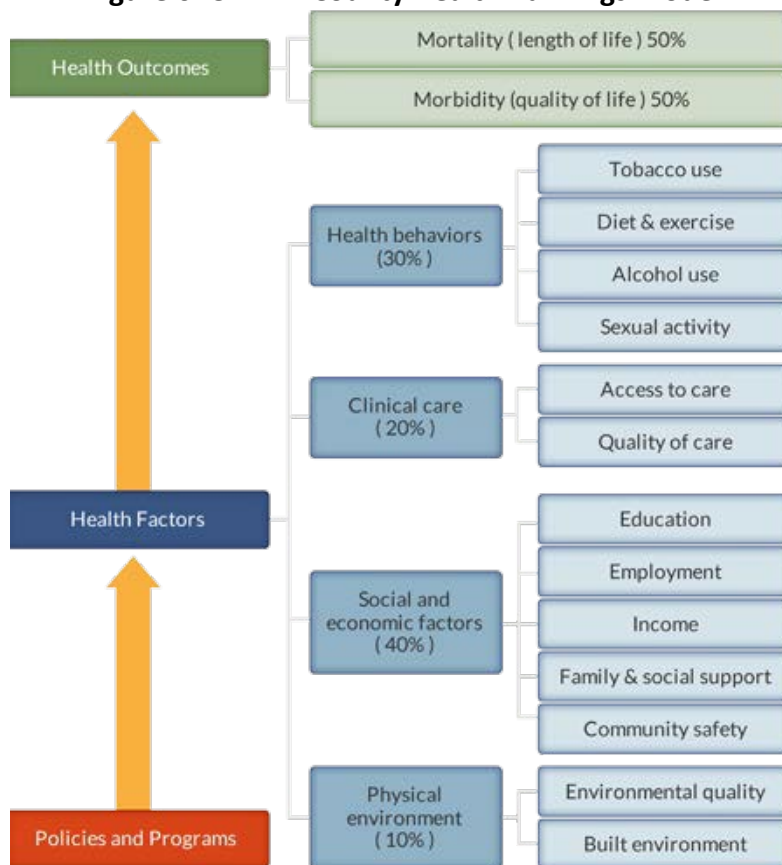 Mortality ( length of life ) 50%
Health Outcomes
Morbidity (quality of life ) 50%
Tobacco use
Health behaviors
(30% )
Diet & exercise
Alcohol use
Sexual activity
Clinical care
( 20% )
Access to care
Quality of care
Health Factors
Education
Employment
Social and
economic factors
( 40% )
Income
Family & social support
Community safety
Physical
environment
( 10% )
Environmental quality
Built environment
Policies and Programs